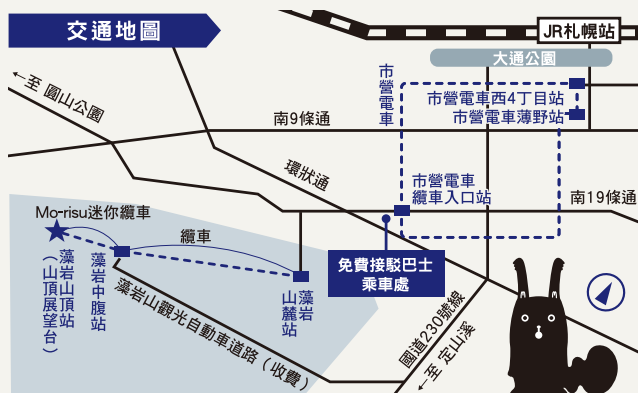 交通地圖
JR札幌站
大通公園
←至 圓山公園
市營電車
市營電車西4丁目站
市營電車薄野站
南9條通
環狀通
市營電車
纜車入口站
南19條通
Mo-risu迷你纜車
纜車
免費接駁巴士
乘車處
藻岩山頂站
（山頂展望台）
藻岩中腹站
藻岩
山麓站
藻岩山觀光自動車道路（收費）
國道230號線
←至 定山溪